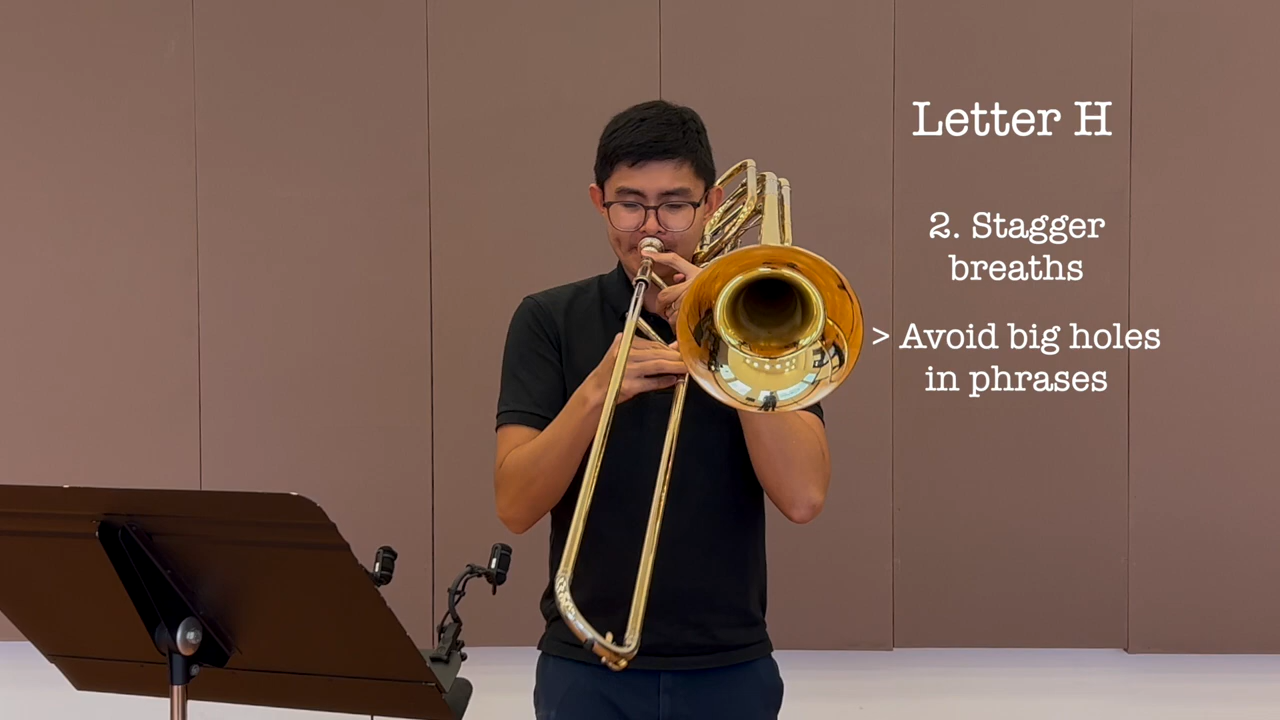 Letter H
2. Stagger
breaths
> Avoid big holes
in phrases